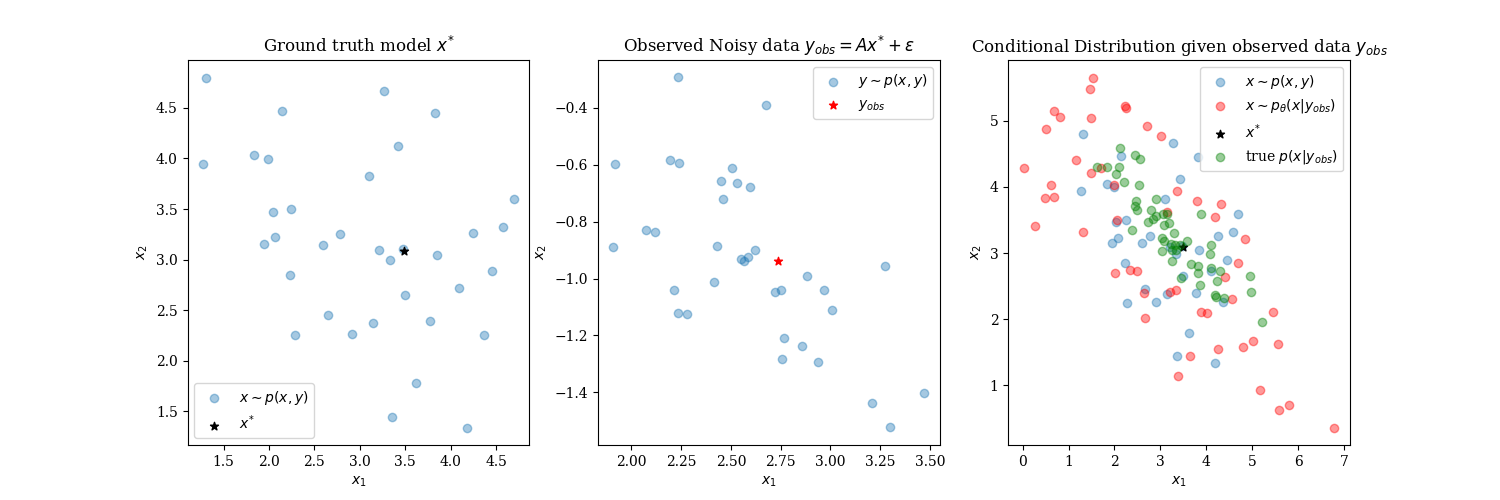 Ground truth model x*
Observed Noisy data y_obs = Ax* + ε
Conditional Distribution given observed data y_obs
x ~ p(x, y)
x*
4.5
4.0
3.5
3.0
2.5
2.0
1.5
x₂
1.5 2.0 2.5 3.0 3.5 4.0 4.5
x₁
y ~ p(x, y)
y_obs
−0.4
−0.6
−0.8
−1.0
−1.2
−1.4
x₂
2.00 2.25 2.50 2.75 3.00 3.25 3.50
x₁
x ~ p(x, y)
x ~ p_θ(x|y_obs)
x*
true p(x|y_obs)
5
4
3
2
1
x₂
0 1 2 3 4 5 6 7
x₁